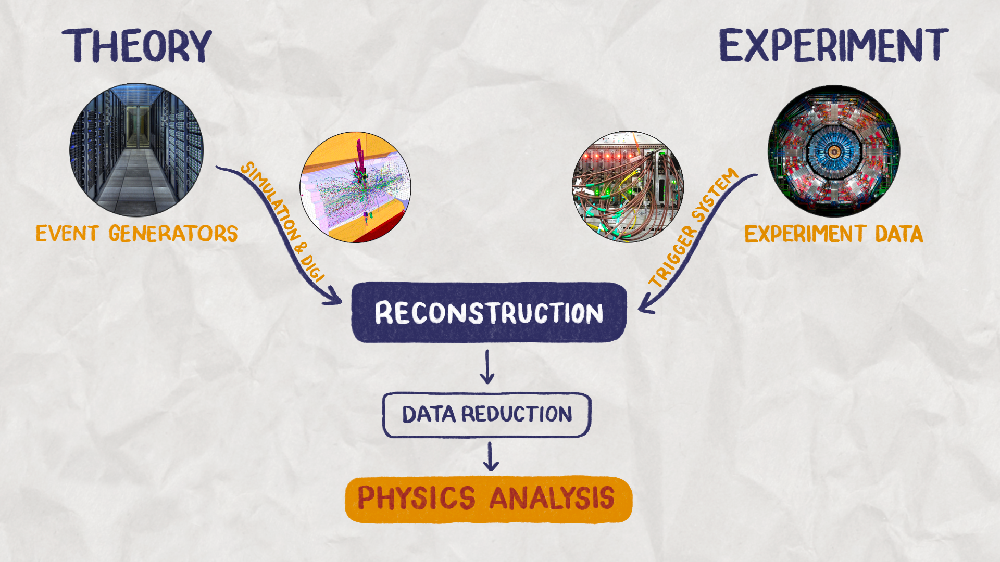 THEORY
EXPERIMENT
EVENT GENERATORS
SIMULATION & DIGI
TRIGGER SYSTEM
EXPERIMENT DATA
RECONSTRUCTION
DATA REDUCTION
PHYSICS ANALYSIS